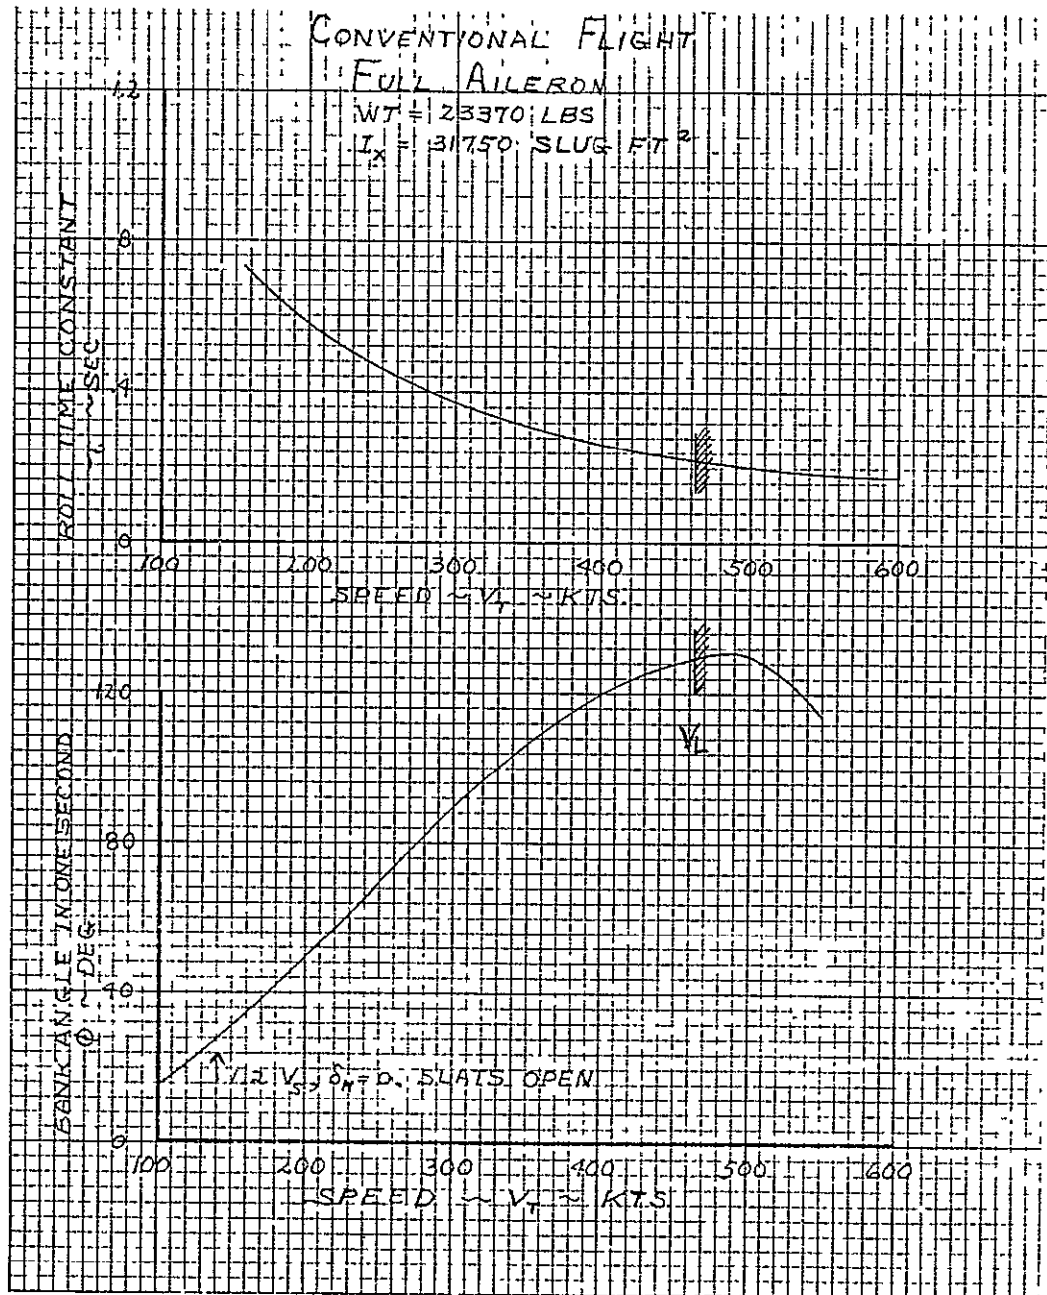 CONVENTIONAL FLIGHT
FULL AILERON
WT = 23370 LBS
Ix = 31750 SLUG FT²
1.2
.8
.4
0
ROLL TIME CONSTANT
τ ~ SEC
100 200 300 400 500 600
SPEED ~ VT ~ KTS.
120
80
40
0
BANK ANGLE IN ONE SECOND
Φ ~ DEG
VL
↑ 1.2 VS, δ = 0. SLATS OPEN
100 200 300 400 500 600
SPEED ~ VT ~ KTS